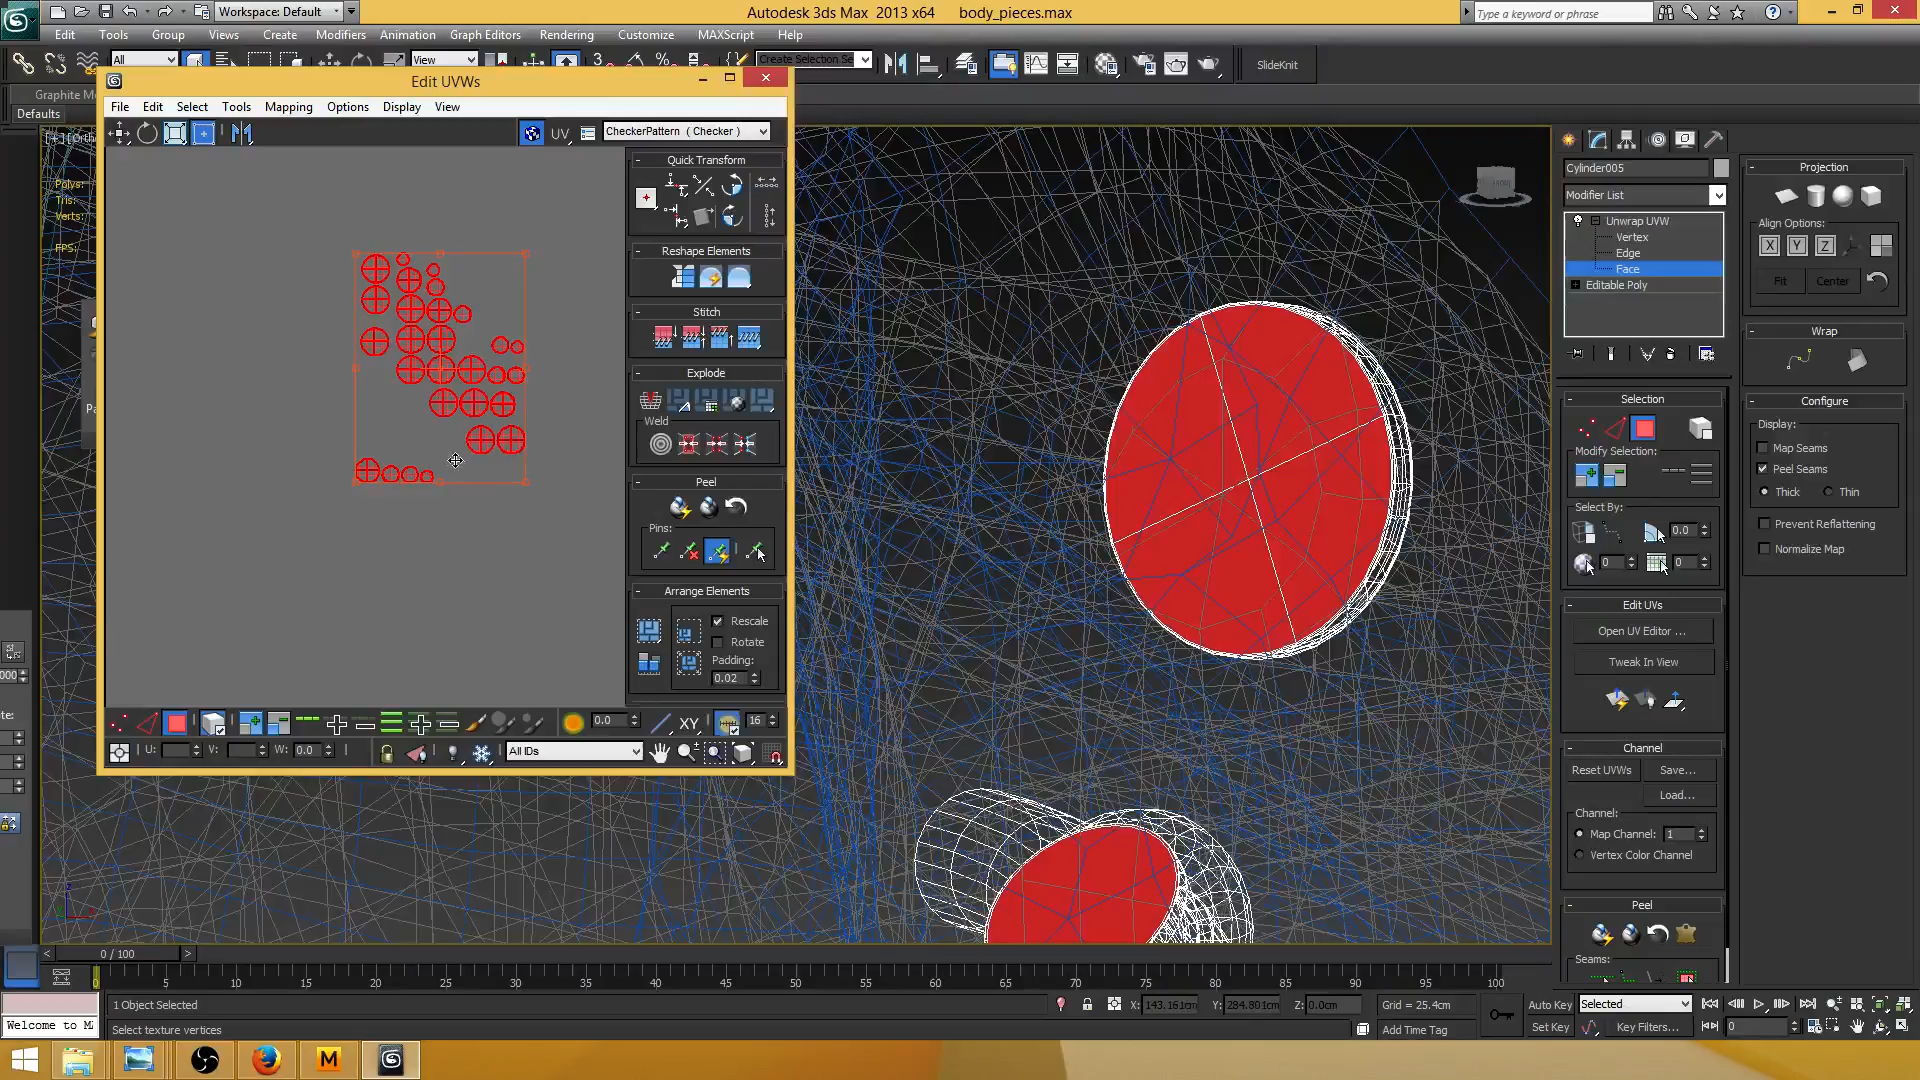 Workspace: Default
Autodesk 3ds Max 2013 x64 body_pieces.max
Type a keyword or phrase
Edit Tools Group Views Create Modifiers Animation Graph Editors Rendering Customize MAXScript Help
All
View
Create Selection Se
SlideKnit
Graphite M
Defaults
Edit UVWs
File Edit Select Tools Mapping Options Display View
UV
CheckerPattern ( Checker )
Quick Transform
Reshape Elements
Stitch
Explode
Weld
Peel
Pins:
Arrange Elements
Rescale
Rotate
Padding:
0.02
0.0
XY
16
U:
V:
W: 0.0
All IDs
Polys:
Tris:
Verts:
FPS:
Cylinder005
Modifier List
Unwrap UVW
Vertex
Edge
Face
Editable Poly
Selection
Modify Selection:
Select By:
0.0
0
0
Edit UVs
Open UV Editor ...
Tweak In View
Channel
Reset UVWs Save...
Load...
Channel:
Map Channel: 1
Vertex Color Channel
Peel
Seams:
Projection
Align Options:
X Y Z
Fit Center
Wrap
Configure
Display:
Map Seams
Peel Seams
Thick Thin
Prevent Reflattening
Normalize Map
0 / 100
5 10 15 20 25 30 35 40 45 50 55 60 65 70 75 80 85 90 95 100
1 Object Selected
X: 143.161cm Y: 284.801cm Z: 0.0cm
Grid = 25.4cm
Auto Key
Selected
Welcome to M
Select texture vertices
Add Time Tag
Set Key
Key Filters...
0